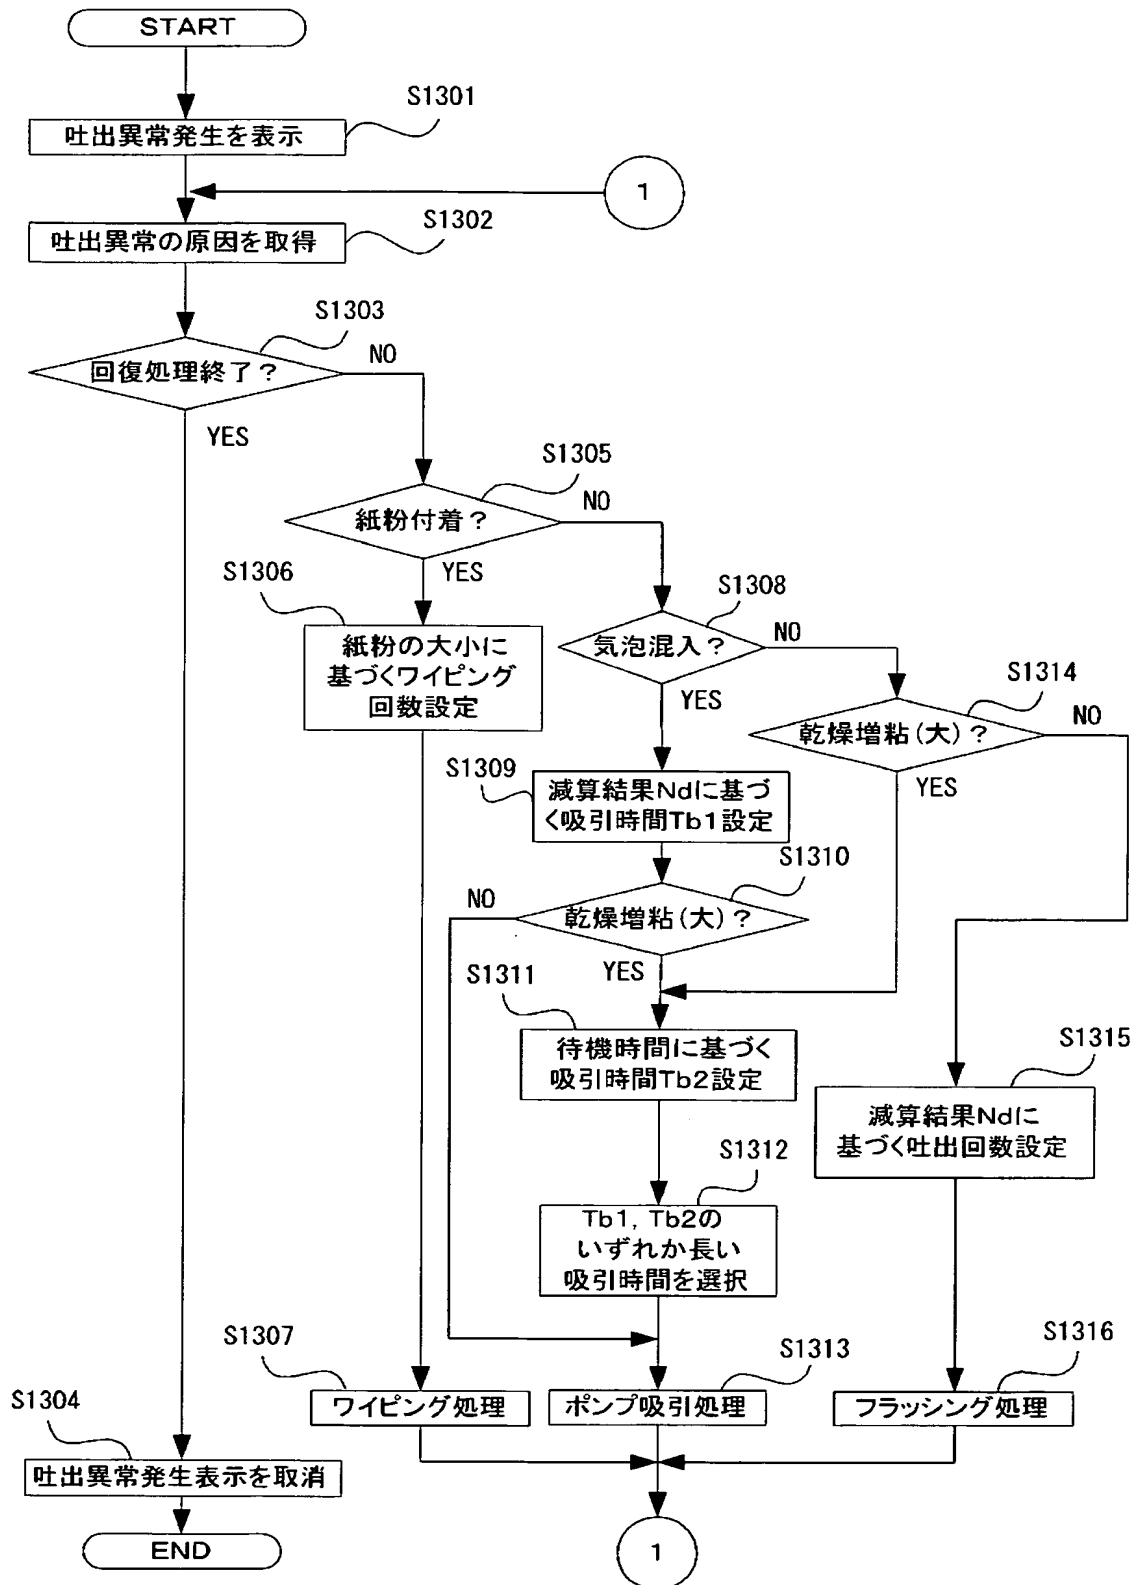 START
S1301
吐出異常発生を表示
1
S1302
吐出異常の原因を取得
S1303
回復処理終了？
NO
YES
S1305
紙粉付着？
NO
YES
S1306
紙粉の大小に
基づくワイピング
回数設定
S1308
気泡混入？
NO
YES
S1314
乾燥増粘(大)？
NO
YES
S1309
減算結果Ndに基づ
く吸引時間Tb1設定
S1310
NO
乾燥増粘(大)？
YES
S1311
待機時間に基づく
吸引時間Tb2設定
S1315
減算結果Ndに
基づく吐出回数設定
S1312
Tb1, Tb2の
いずれか長い
吸引時間を選択
S1307
ワイピング処理
S1313
ポンプ吸引処理
S1316
フラッシング処理
S1304
吐出異常発生表示を取消
END
1